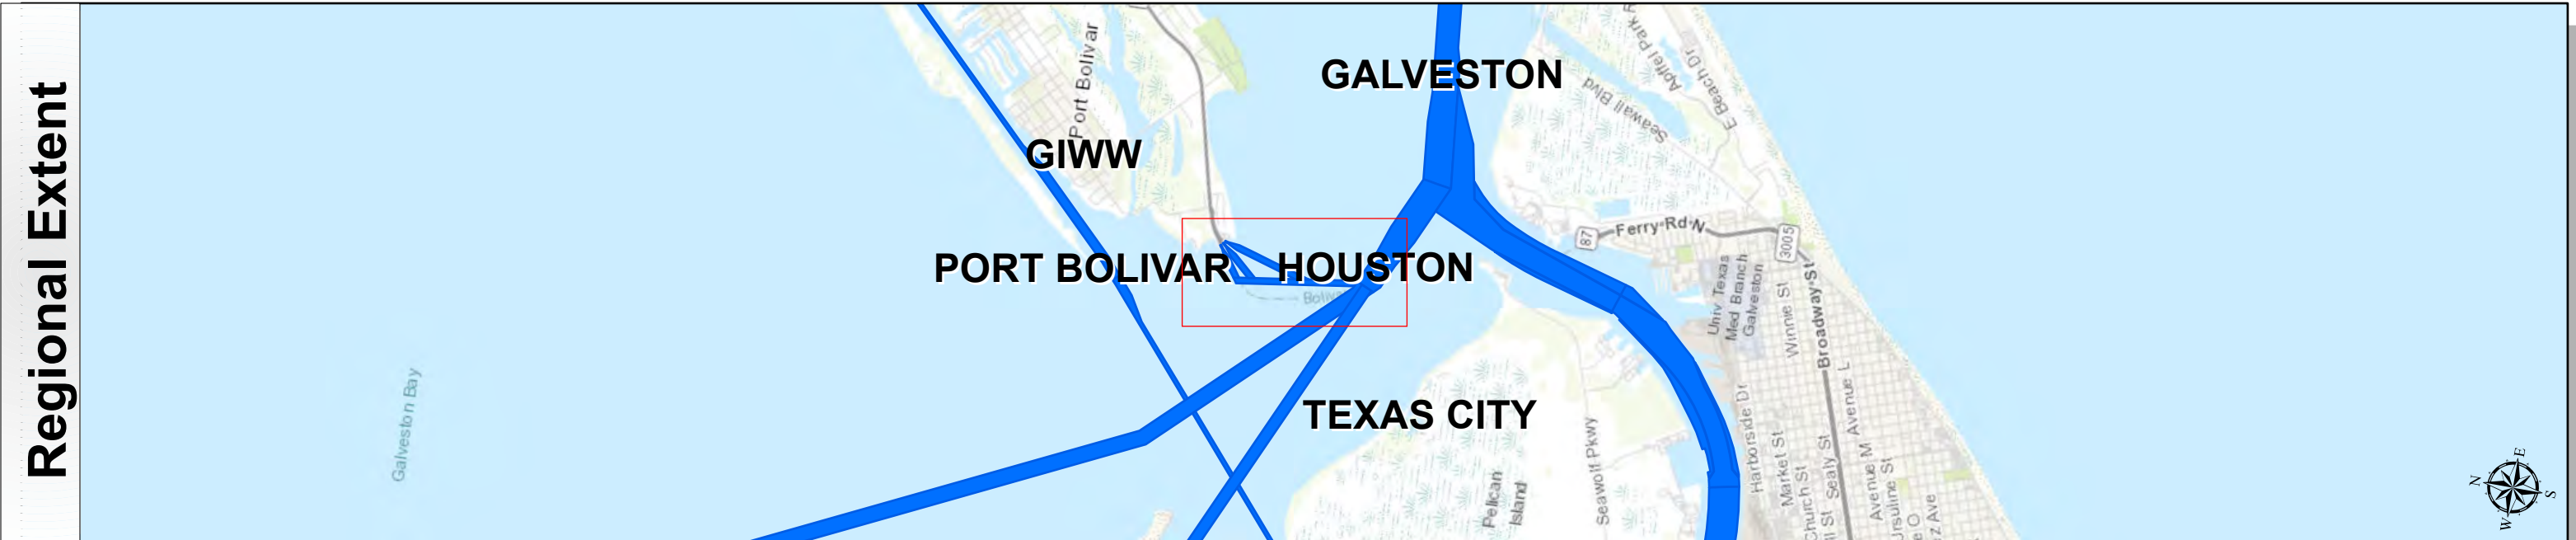 Regional Extent
GALVESTON
GIWW
PORT BOLIVAR
HOUSTON
TEXAS CITY
Port Bolivar
Galveston Bay
Apffel Park
E Beach Dr
Seawall Blvd
87
Ferry Rd N
3005
Univ Texas
Med Branch
Galveston
Winnie St
Broadway St
Harborside Dr
Market St
Church St
Sealy St
Avenue L
Avenue M
Ursuline St
Seawolf Pkwy
Pelican
Island
N
E
S
W